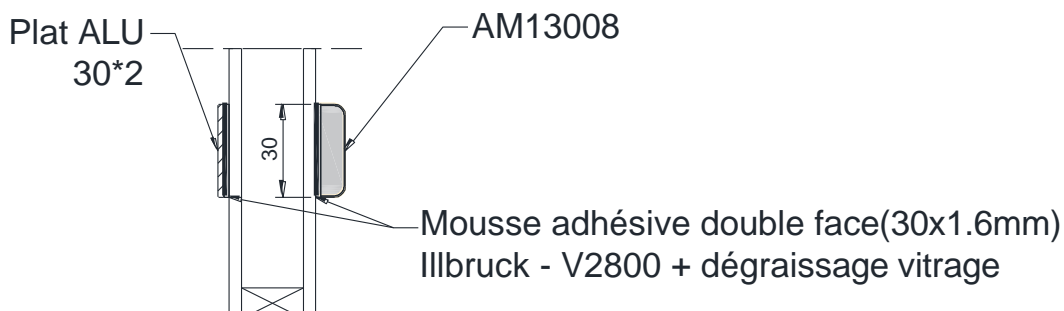 Plat ALU
30*2
AM13008
30
Mousse adhésive double face(30x1.6mm)
Illbruck - V2800 + dégraissage vitrage